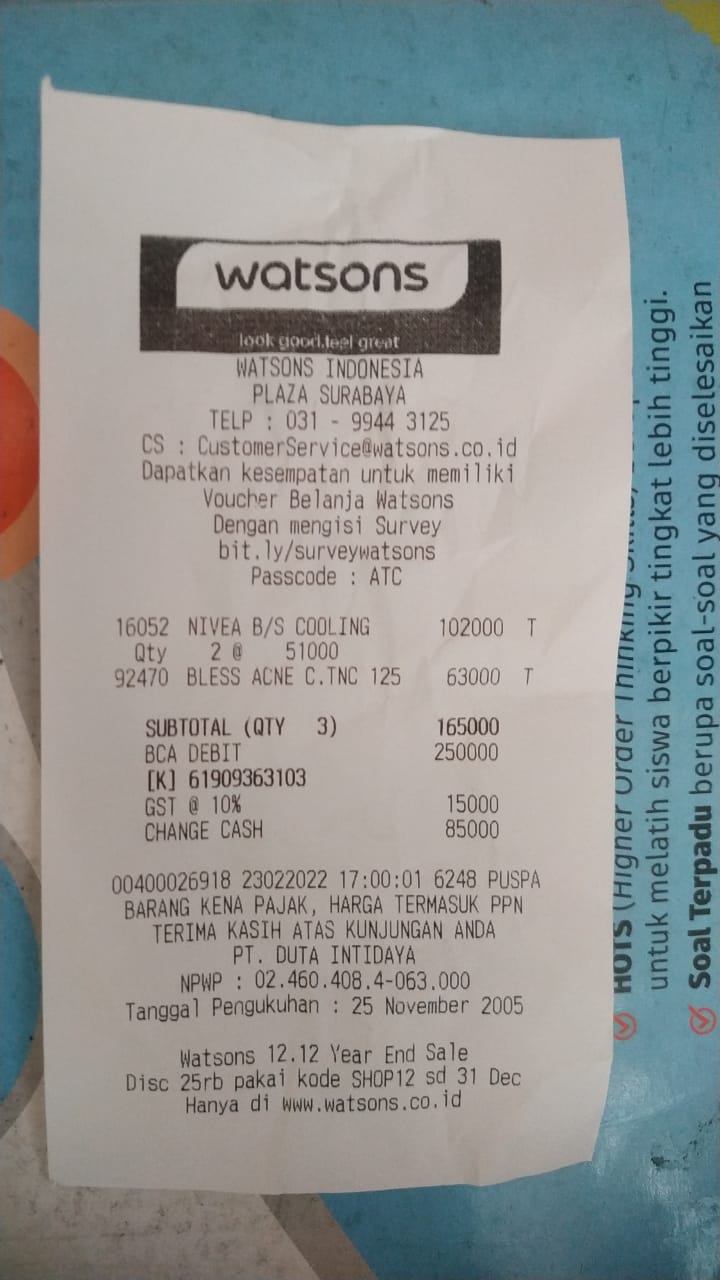 watsons
look good.feel great
WATSONS INDONESIA
PLAZA SURABAYA
TELP : 031 - 9944 3125
CS : CustomerService@watsons.co.id
Dapatkan kesempatan untuk memiliki
Voucher Belanja Watsons
Dengan mengisi Survey
bit.ly/surveywatsons
Passcode : ATC
16052 NIVEA B/S COOLING 102000 T
Qty 2 @ 51000
92470 BLESS ACNE C.TNC 125 63000 T
SUBTOTAL (QTY 3) 165000
BCA DEBIT 250000
[K] 61909363103
GST @ 10% 15000
CHANGE CASH 85000
00400026918 23022022 17:00:01 6248 PUSPA
BARANG KENA PAJAK, HARGA TERMASUK PPN
TERIMA KASIH ATAS KUNJUNGAN ANDA
PT. DUTA INTIDAYA
NPWP : 02.460.408.4-063.000
Tanggal Pengukuhan : 25 November 2005
Watsons 12.12 Year End Sale
Disc 25rb pakai kode SHOP12 sd 31 Dec
Hanya di www.watsons.co.id
HOTS (Higher Order Thinking
untuk melatih siswa berpikir tingkat lebih tinggi.
Soal Terpadu berupa soal-soal yang diselesaikan